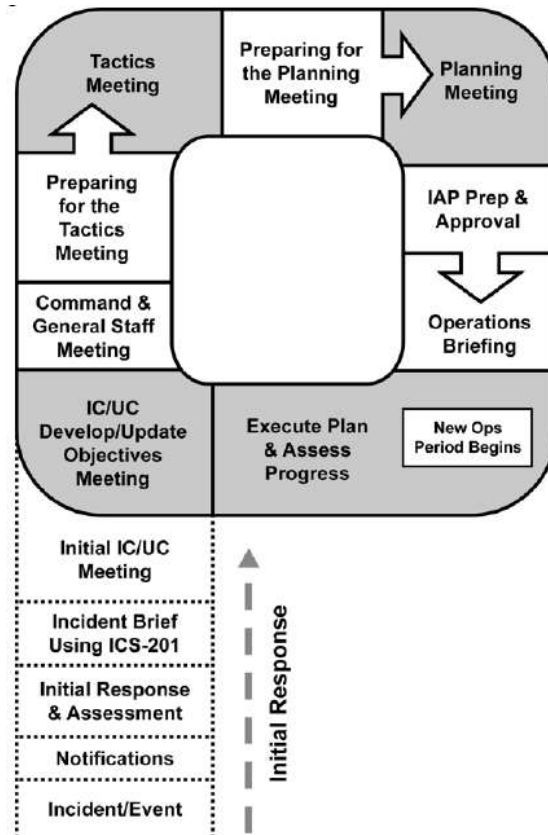 Tactics
Meeting
Preparing for
the Planning
Meeting
Planning
Meeting
Preparing
for the
Tactics
Meeting
IAP Prep &
Approval
Command &
General Staff
Meeting
Operations
Briefing
IC/UC
Develop/Update
Objectives
Meeting
Execute Plan
& Assess
Progress
New Ops
Period Begins
Initial IC/UC
Meeting
Incident Brief
Using ICS-201
Initial Response
& Assessment
Notifications
Incident/Event
Initial Response